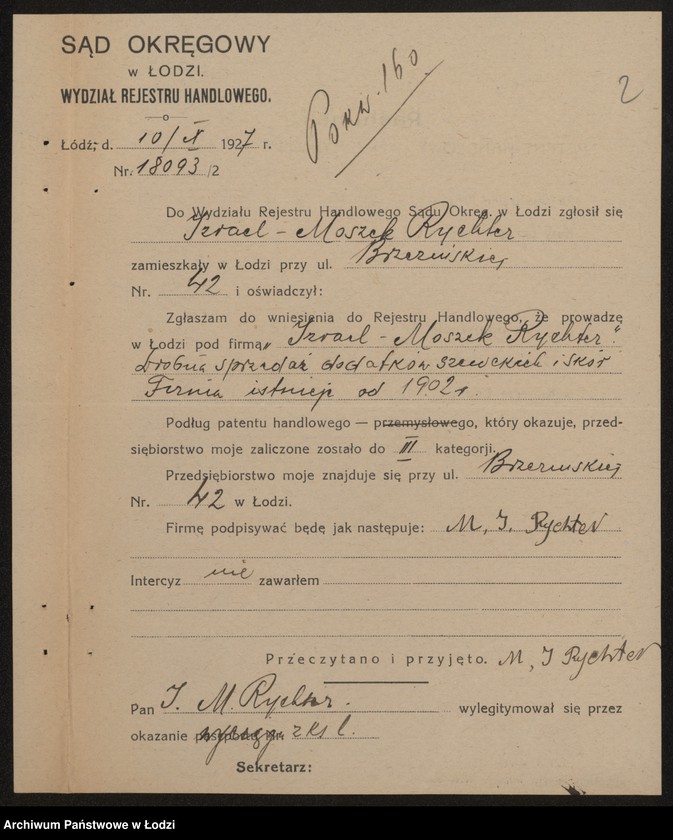 SĄD OKRĘGOWY
w ŁODZI.
WYDZIAŁ REJESTRU HANDLOWEGO.
Pokw. 160
2
Łódź, d. 10/X 1927 r.
Nr. 18093/2
Do Wydziału Rejestru Handlowego Sądu Okręg. w Łodzi zgłosił się
Izrael - Moszek Rychter
zamieszkały w Łodzi przy ul. Brzezińskiej
Nr. 42 i oświadczył:
Zgłaszam do wniesienia do Rejestru Handlowego, że prowadzę
w Łodzi pod firmą „Izrael - Moszek Rychter"
drobna sprzedaż dodatków szewckich i skór
Firma istnieje od 1902 r.
Podług patentu handlowego — przemysłowego, który okazuje, przed-
siębiorstwo moje zaliczone zostało do III kategorji.
Przedsiębiorstwo moje znajduje się przy ul. Brzezińskiej
Nr. 42 w Łodzi.
Firmę podpisywać będę jak następuje: M, I. Rychter
Intercyz nie zawarłem
Przeczytano i przyjęto. M, I Rychter
Pan I. M. Rychter. wylegitymował się przez
okazanie
Sekretarz:
Archiwum Państwowe w Łodzi